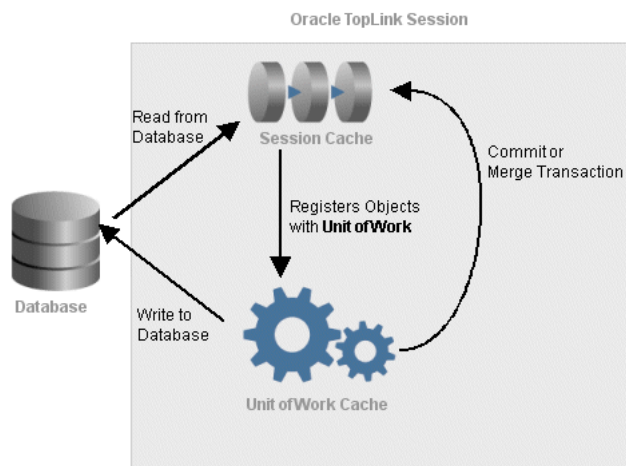 Oracle TopLink Session
Read from
Database
Session Cache
Commit or
Merge Transaction
Registers Objects
with Unit of Work
Database
Write to
Database
Unit of Work Cache